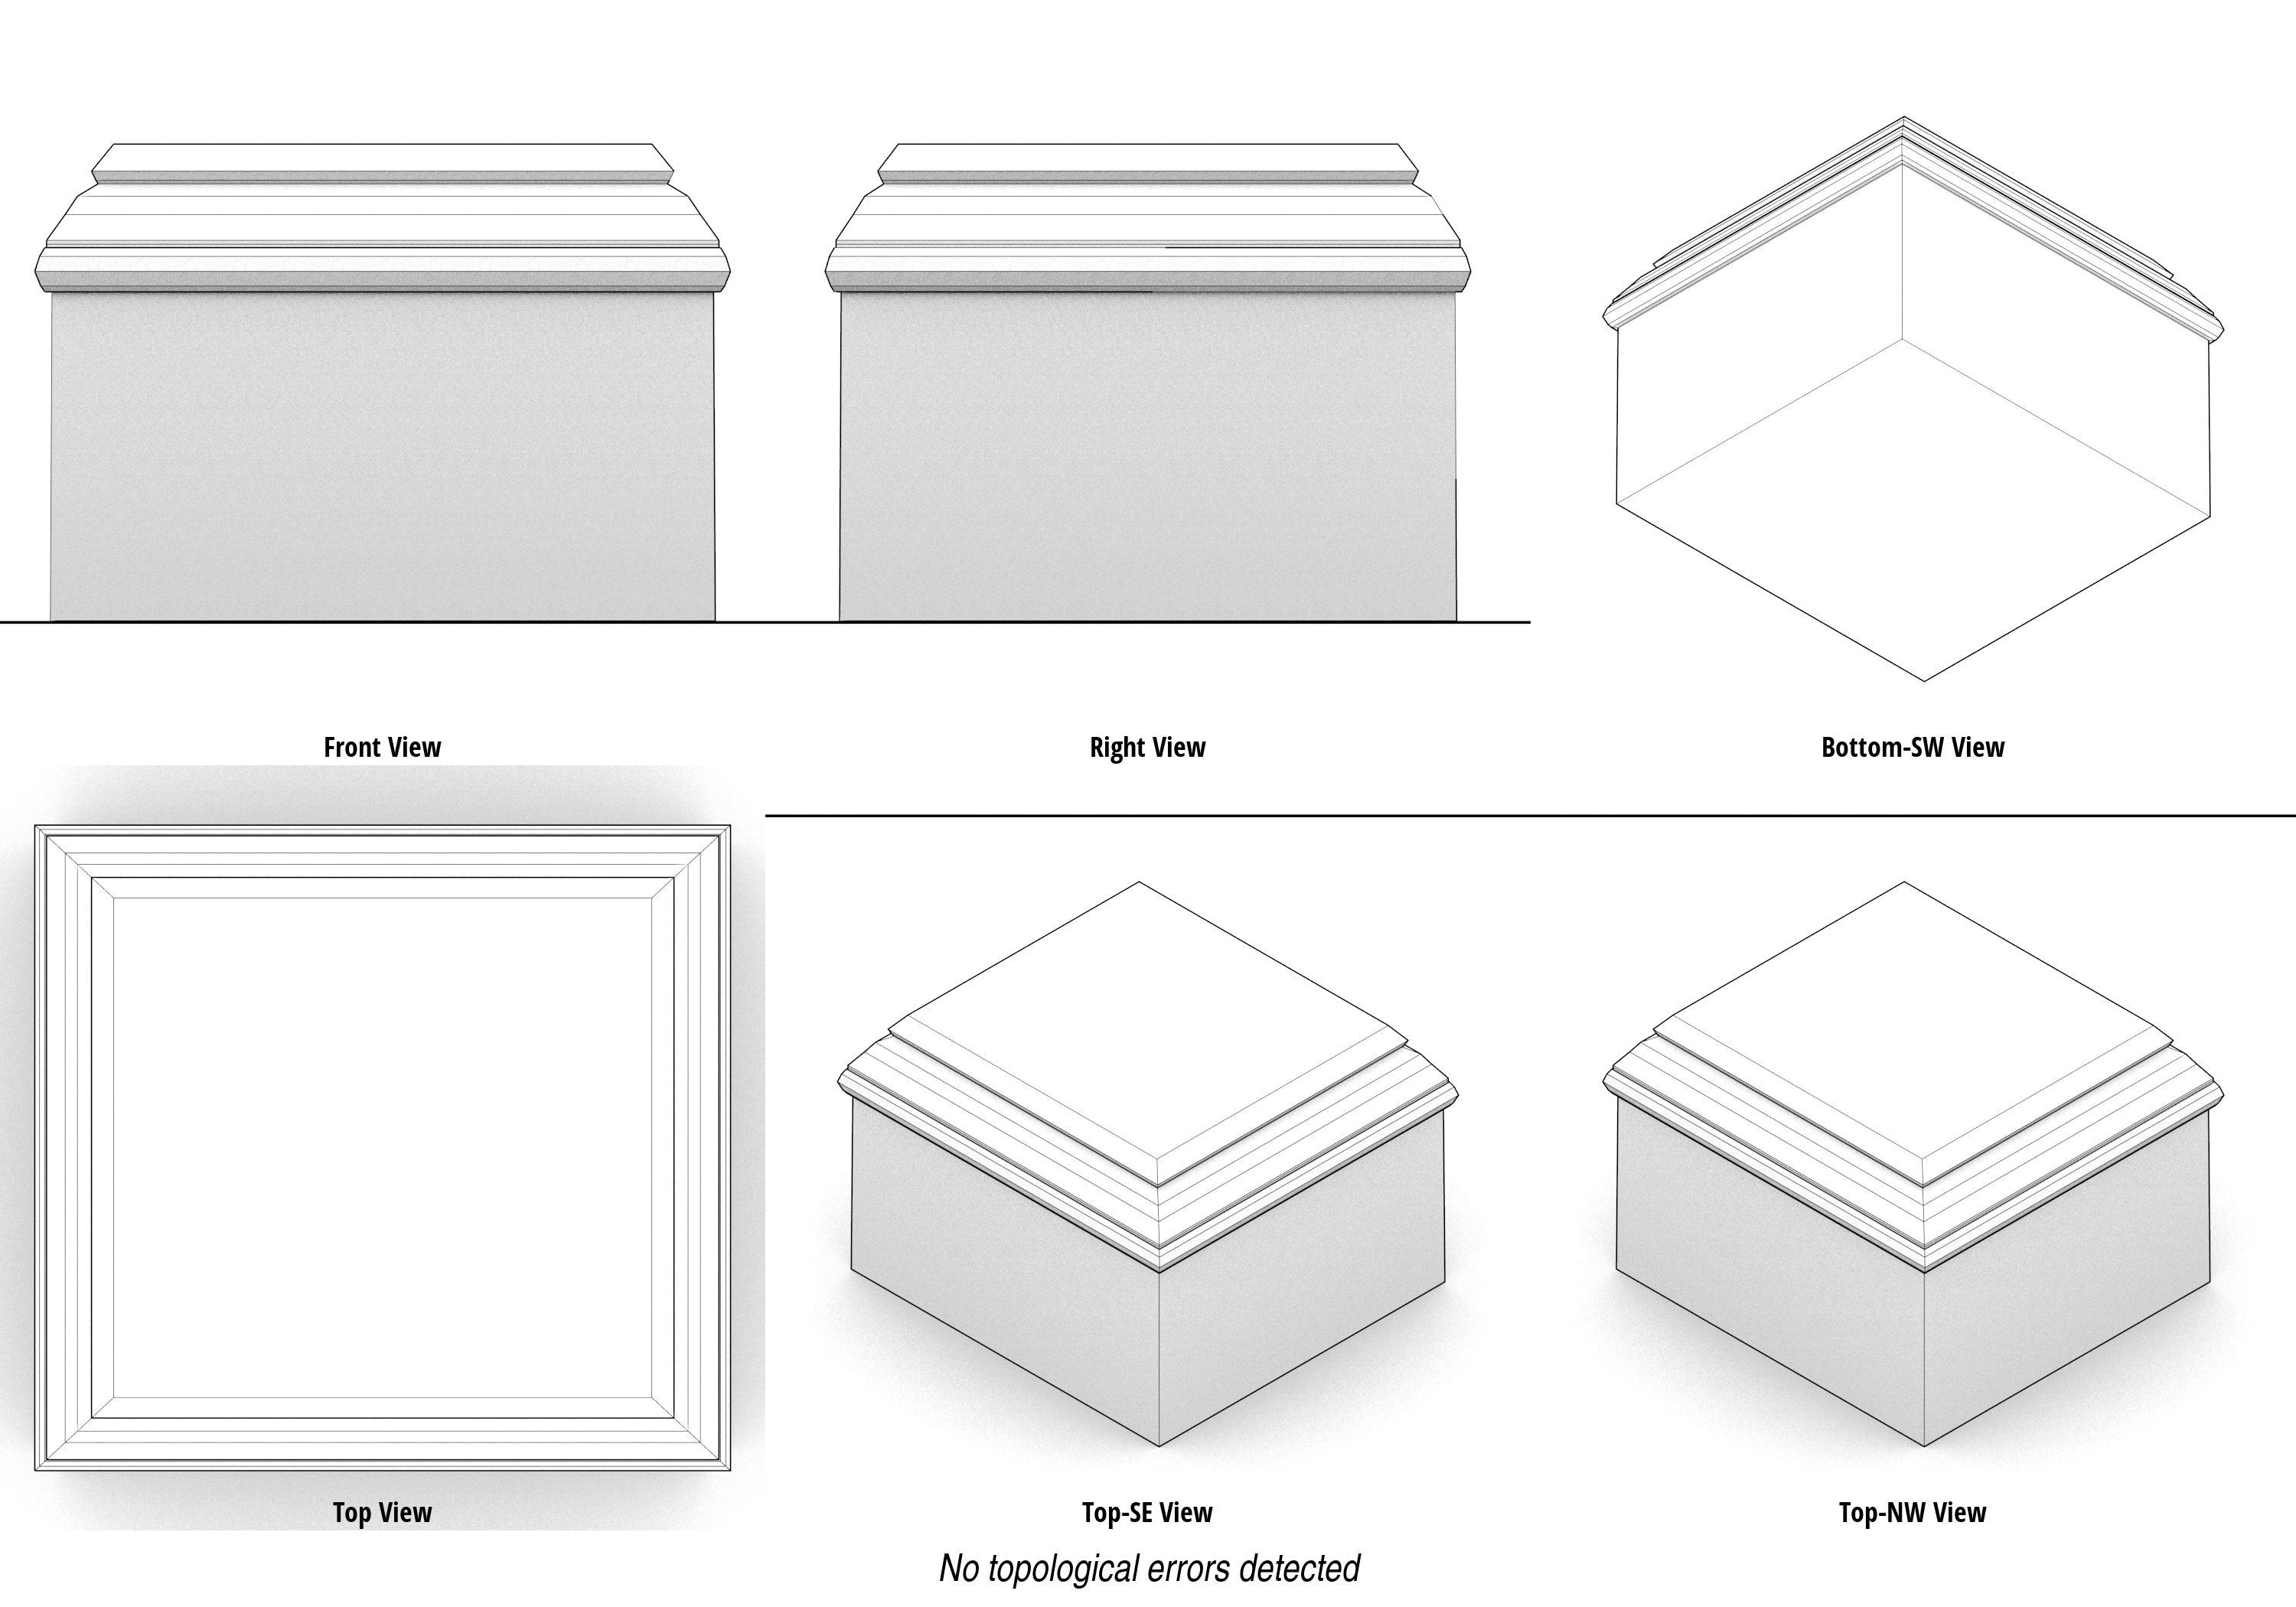 Front View
Right View
Bottom-SW View
Top View
Top-SE View
Top-NW View
No topological errors detected